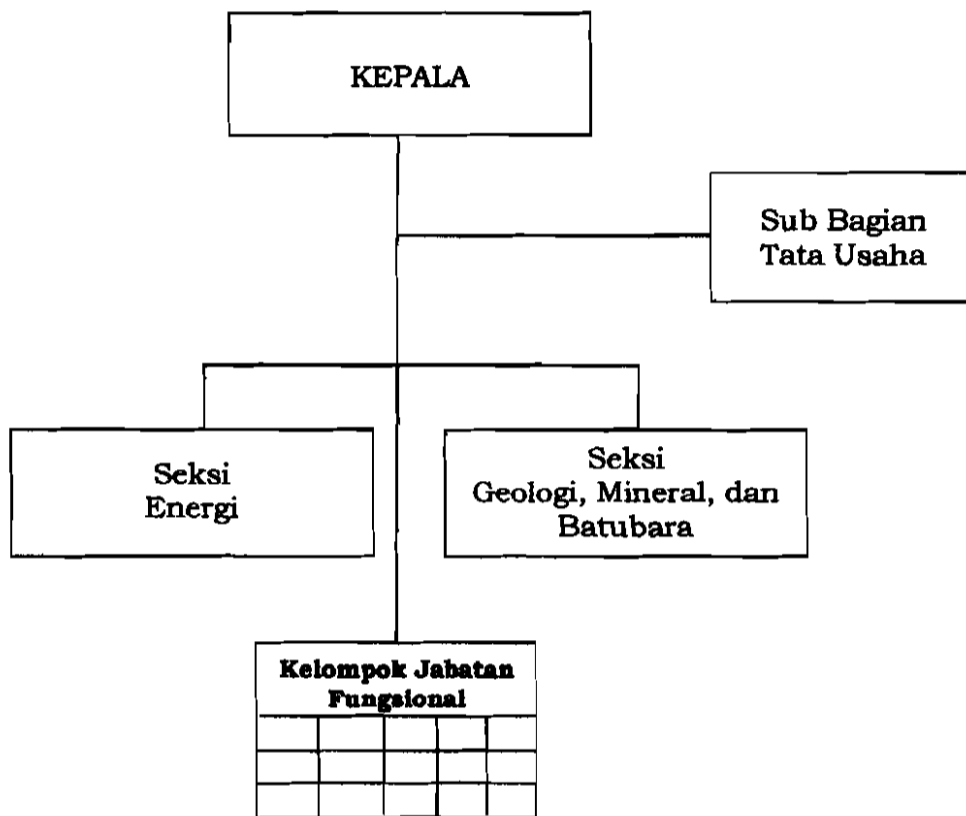 KEPALA
Sub Bagian
Tata Usaha
Seksi
Energi
Seksi
Geologi, Mineral, dan
Batubara
Kelompok Jabatan
Fungsional